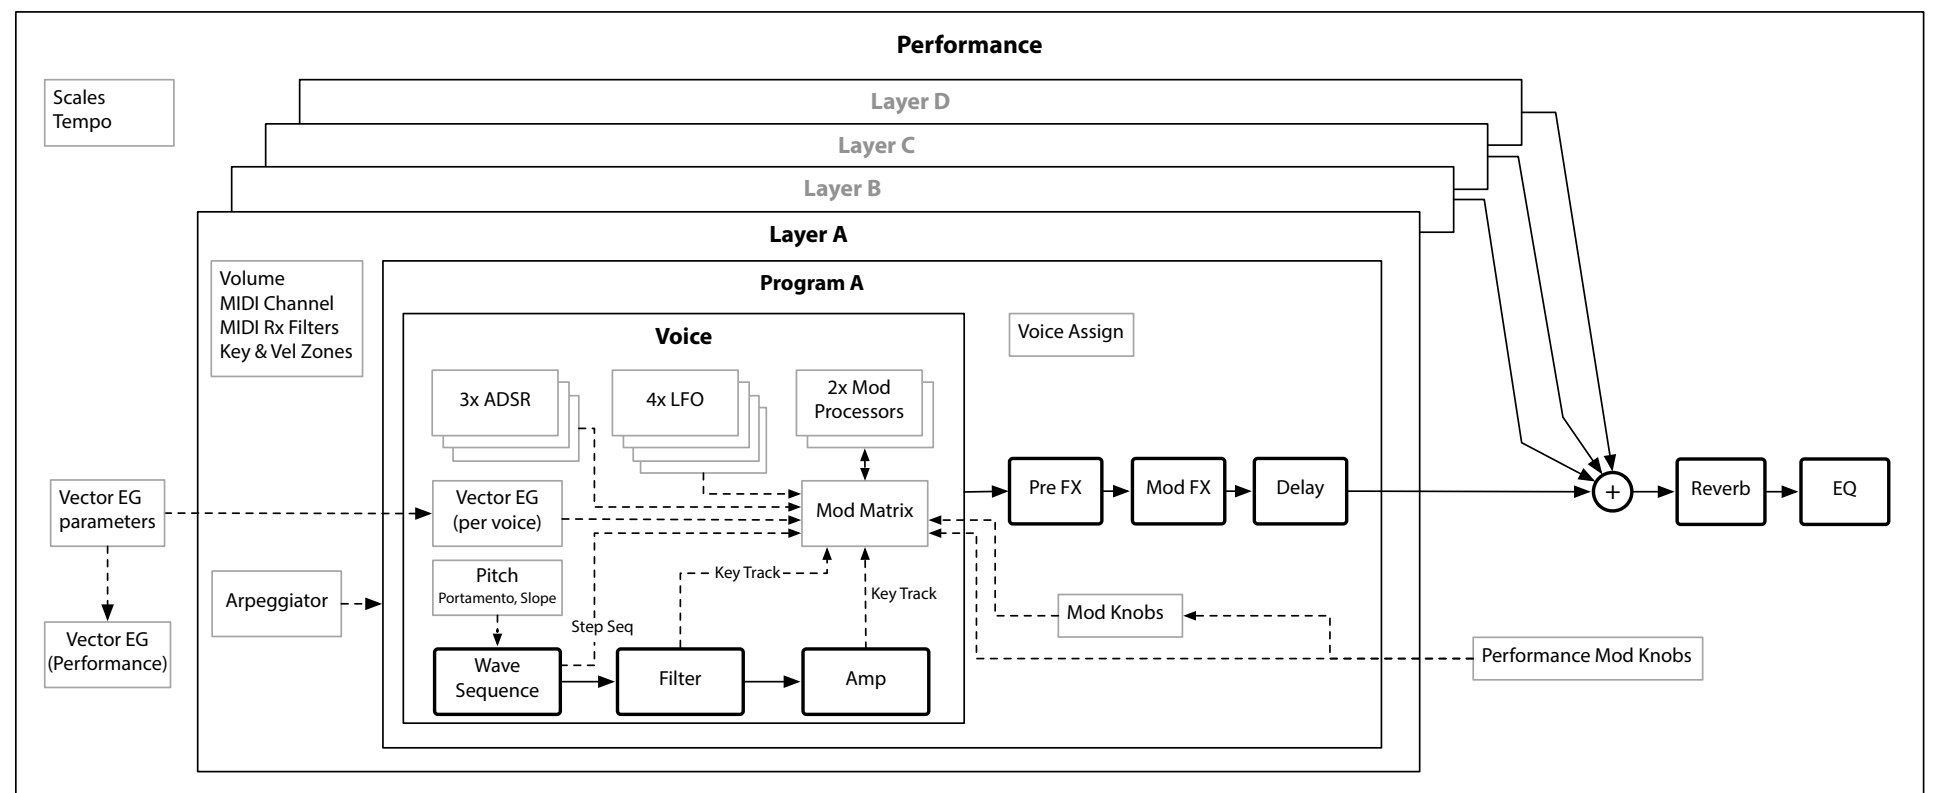 Performance
Scales
Tempo
Layer D
Layer C
Layer B
Layer A
Volume
MIDI Channel
MIDI Rx Filters
Key & Vel Zones
Program A
Voice
Voice Assign
3x ADSR
4x LFO
2x Mod
Processors
Vector EG
parameters
Vector EG
(per voice)
Mod Matrix
Pre FX
Mod FX
Delay
+
Reverb
EQ
Pitch
Portamento, Slope
Key Track
Key Track
Arpeggiator
Step Seq
Mod Knobs
Vector EG
(Performance)
Wave
Sequence
Filter
Amp
Performance Mod Knobs